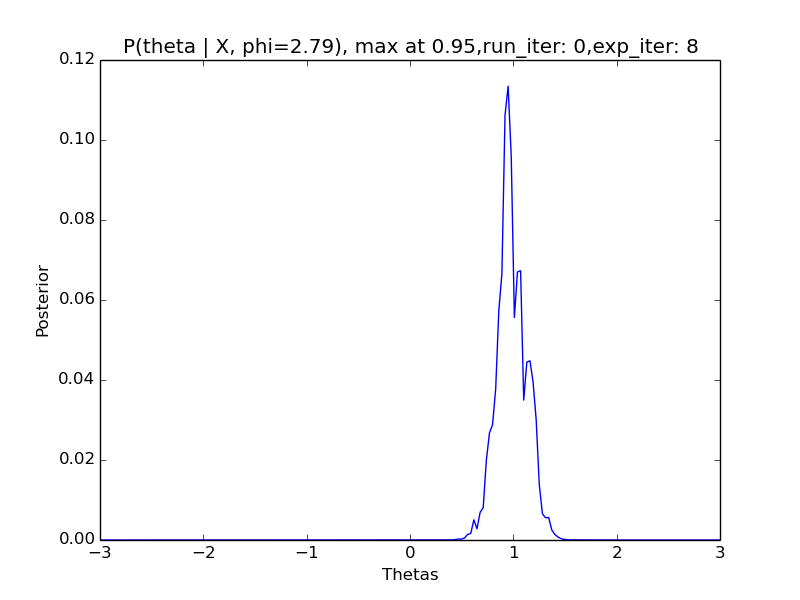 P(theta | X, phi=2.79), max at 0.95,run_iter: 0,exp_iter: 8
0.12
0.10
0.08
0.06
0.04
0.02
0.00
Posterior
−3 −2 −1 0 1 2 3
Thetas